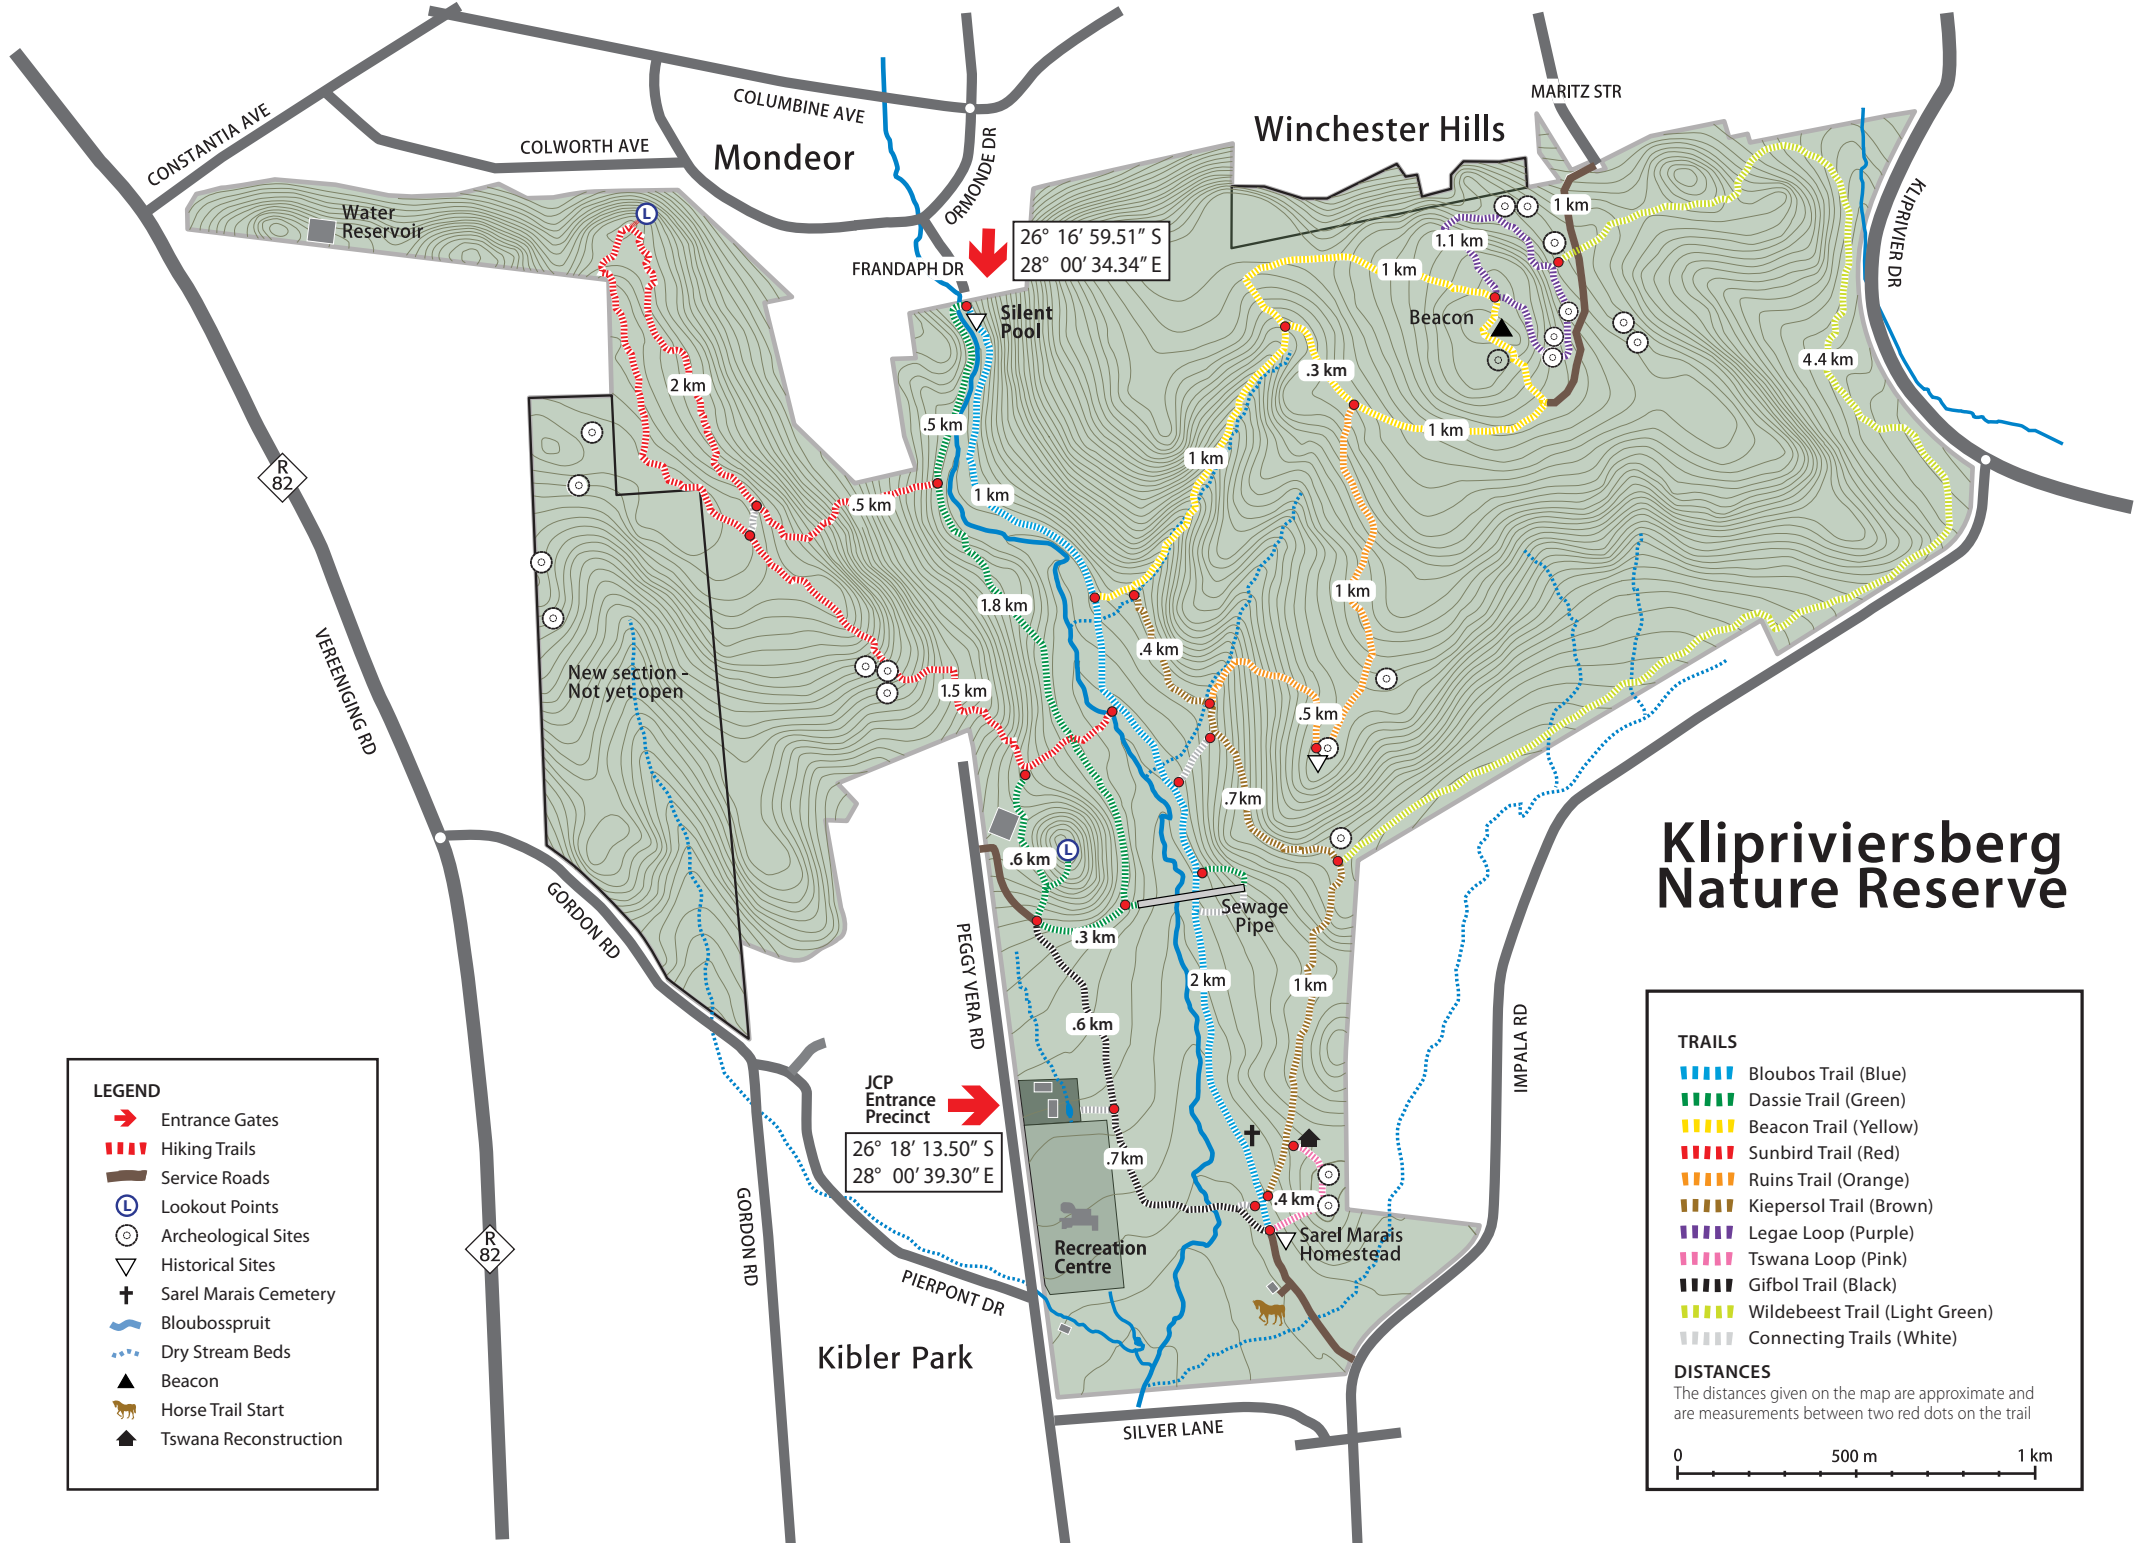 CONSTANTIA AVE
COLUMBINE AVE
COLWORTH AVE
Mondeor
ORMONDE DR
FRANDAPH DR
Winchester Hills
MARITZ STR
KLIPRIVIER DR
Water
Reservoir
L
26° 16’ 59.51” S
28° 00’ 34.34” E
Silent
Pool
1 km
1.1 km
1 km
Beacon
.3 km
4.4 km
2 km
.5 km
1 km
1 km
R
82
.5 km
1 km
1.8 km
1 km
.4 km
VEREENIGING RD
New section -
Not yet open
1.5 km
.5 km
.7km
L
.6 km
Sewage
Pipe
.3 km
GORDON RD
PEGGY VERA RD
2 km
1 km
.6 km
IMPALA RD
Klipriviersberg
Nature Reserve
JCP
Entrance
Precinct
26° 18’ 13.50” S
28° 00’ 39.30” E
.7km
.4 km
Sarel Marais
Homestead
Recreation
Centre
GORDON RD
R
82
PIERPONT DR
Kibler Park
SILVER LANE
LEGEND
Entrance Gates
Hiking Trails
Service Roads
L
Lookout Points
Archeological Sites
Historical Sites
Sarel Marais Cemetery
Bloubosspruit
Dry Stream Beds
Beacon
Horse Trail Start
Tswana Reconstruction
TRAILS
Bloubos Trail (Blue)
Dassie Trail (Green)
Beacon Trail (Yellow)
Sunbird Trail (Red)
Ruins Trail (Orange)
Kiepersol Trail (Brown)
Legae Loop (Purple)
Tswana Loop (Pink)
Gifbol Trail (Black)
Wildebeest Trail (Light Green)
Connecting Trails (White)
DISTANCES
The distances given on the map are approximate and
are measurements between two red dots on the trail
0 500 m 1 km